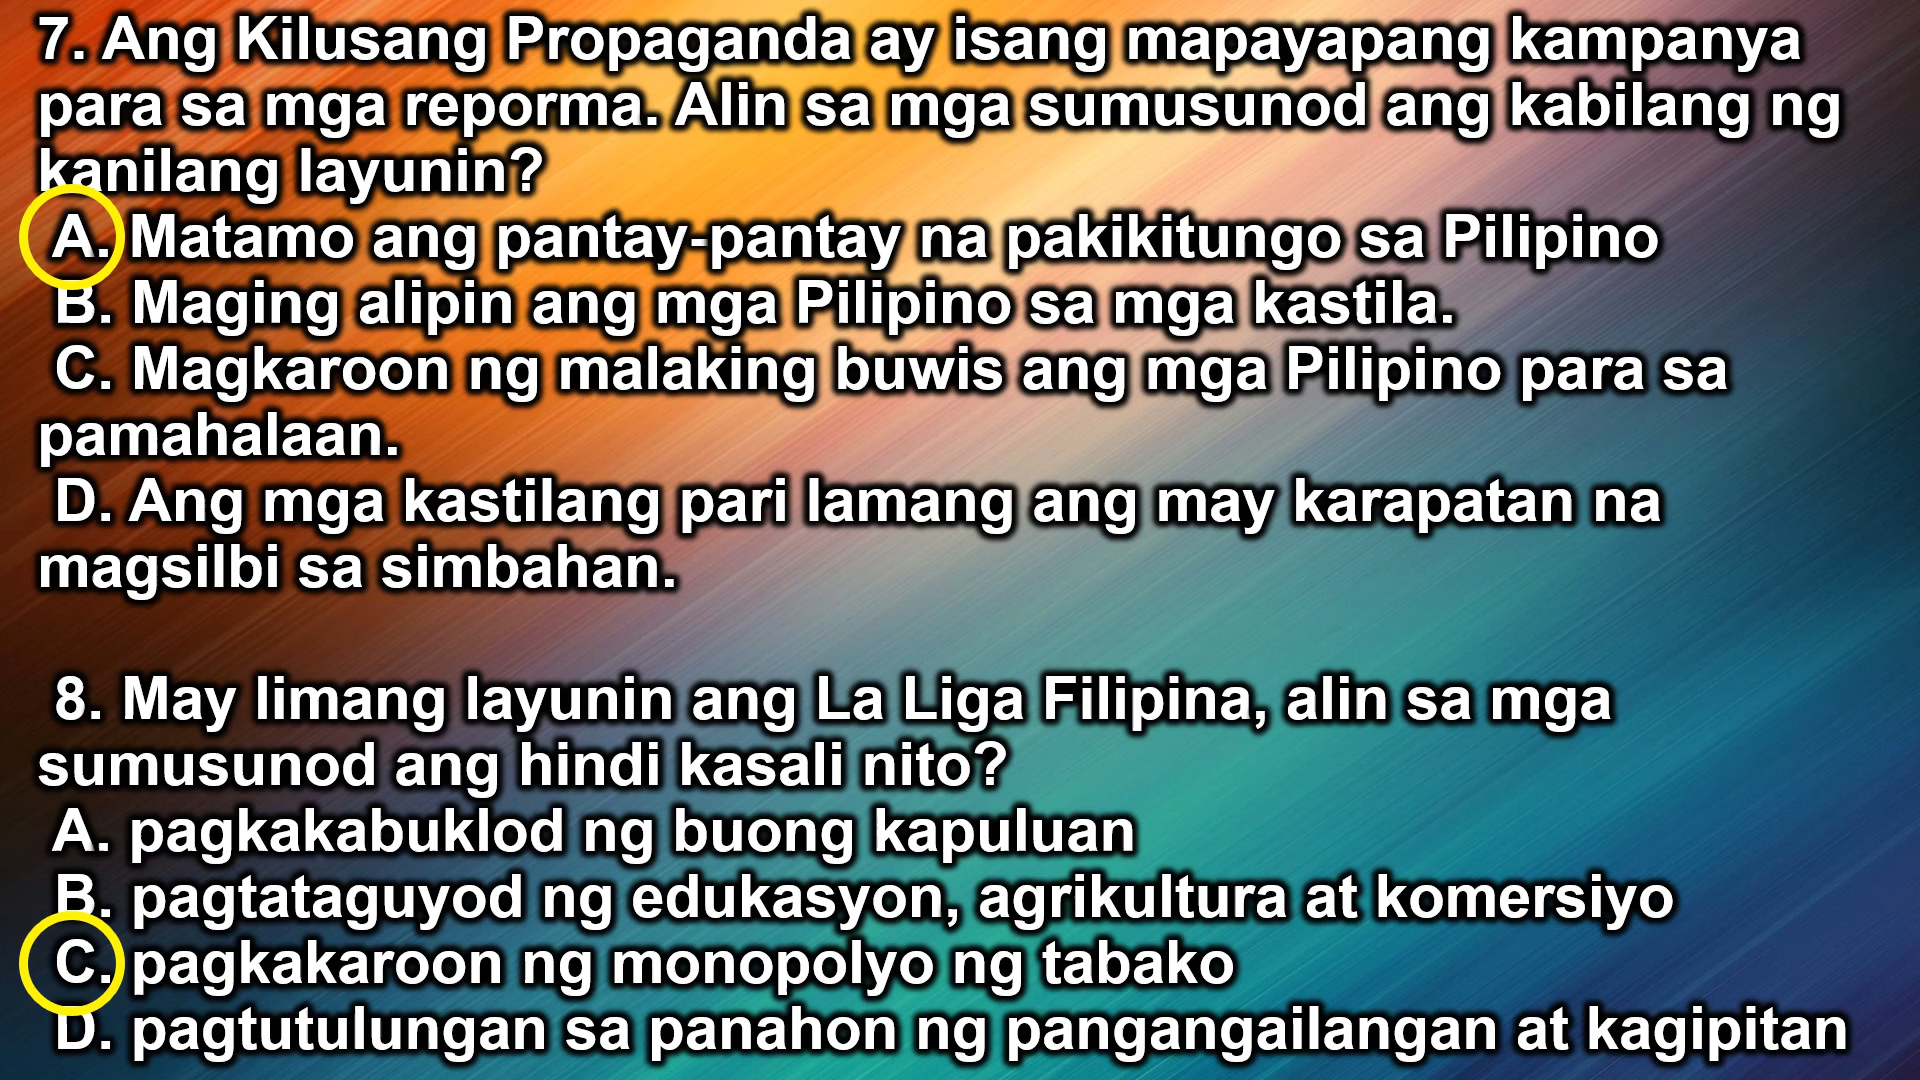 7. Ang Kilusang Propaganda ay isang mapayapang kampanya
para sa mga reporma. Alin sa mga sumusunod ang kabilang ng
kanilang layunin?
A. Matamo ang pantay-pantay na pakikitungo sa Pilipino
B. Maging alipin ang mga Pilipino sa mga kastila.
C. Magkaroon ng malaking buwis ang mga Pilipino para sa
pamahalaan.
D. Ang mga kastilang pari lamang ang may karapatan na
magsilbi sa simbahan.
8. May limang layunin ang La Liga Filipina, alin sa mga
sumusunod ang hindi kasali nito?
A. pagkakabuklod ng buong kapuluan
B. pagtataguyod ng edukasyon, agrikultura at komersiyo
C. pagkakaroon ng monopolyo ng tabako
D. pagtutulungan sa panahon ng pangangailangan at kagipitan